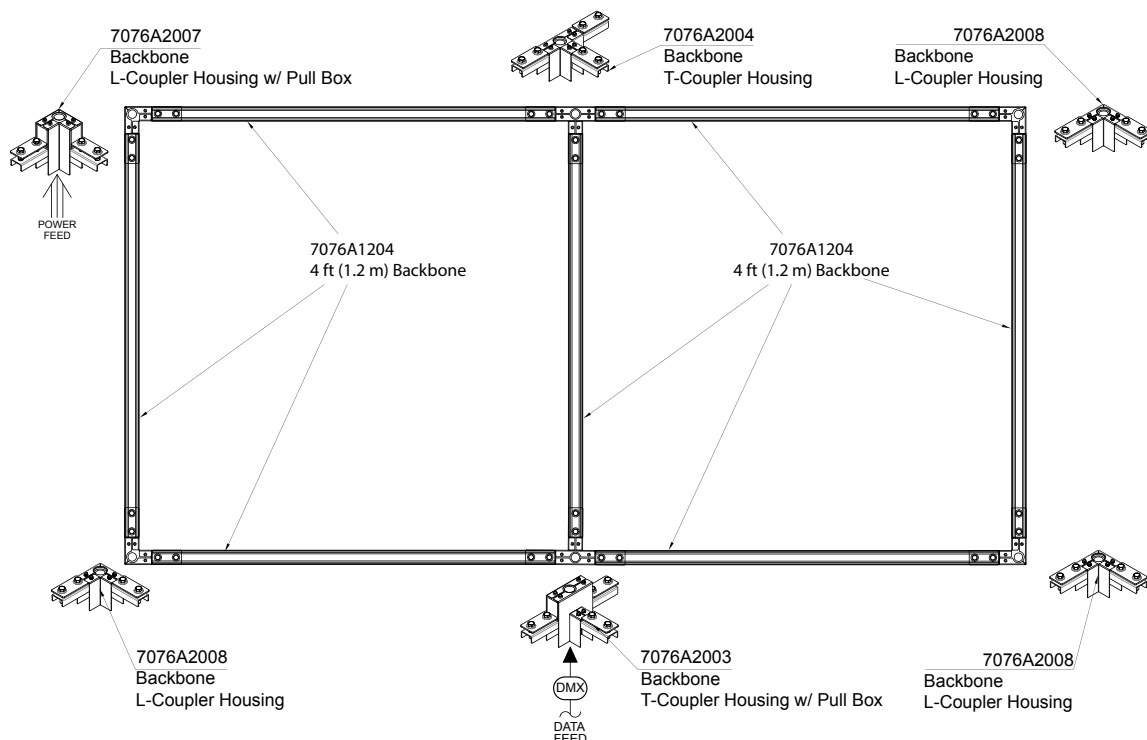 7076A2007
Backbone
L-Coupler Housing w/ Pull Box
7076A2004
Backbone
T-Coupler Housing
7076A2008
Backbone
L-Coupler Housing
POWER
FEED
7076A1204
4 ft (1.2 m) Backbone
7076A1204
4 ft (1.2 m) Backbone
7076A2008
Backbone
L-Coupler Housing
7076A2003
Backbone
T-Coupler Housing w/ Pull Box
7076A2008
Backbone
L-Coupler Housing
DMX
DATA
FEED